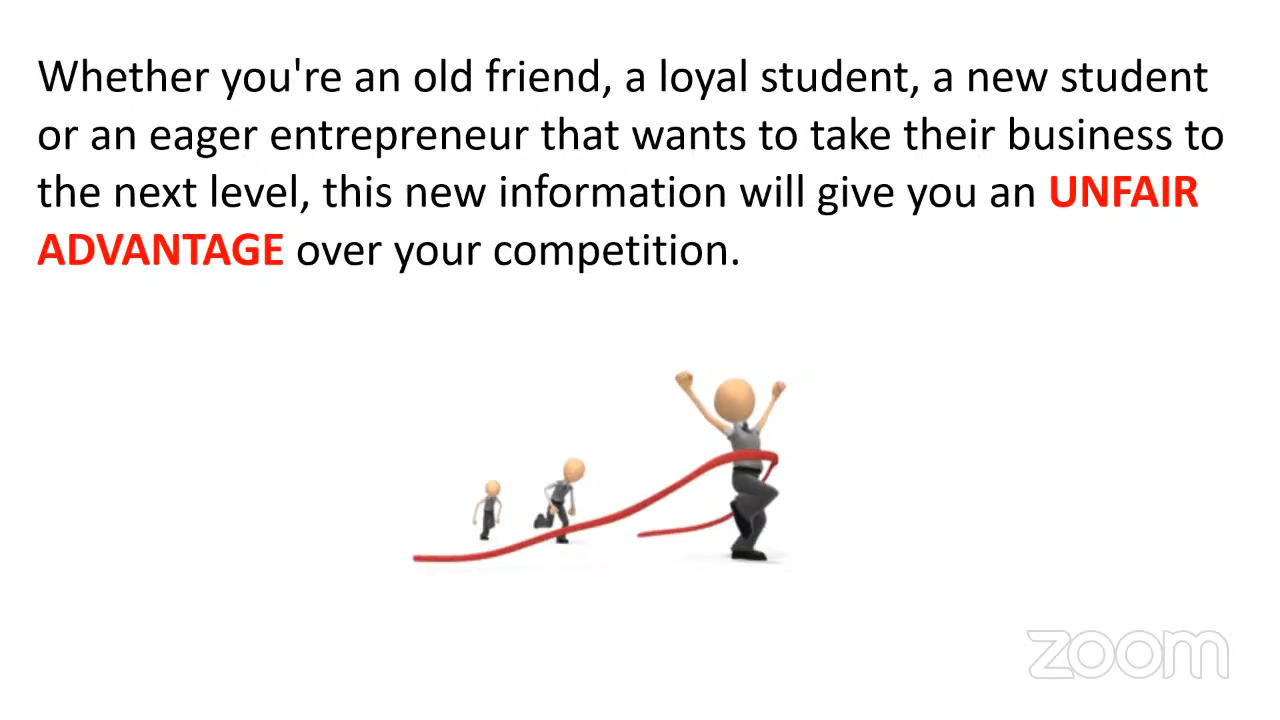 Whether you're an old friend, a loyal student, a new student
or an eager entrepreneur that wants to take their business to
the next level, this new information will give you an UNFAIR
ADVANTAGE over your competition.
zoom